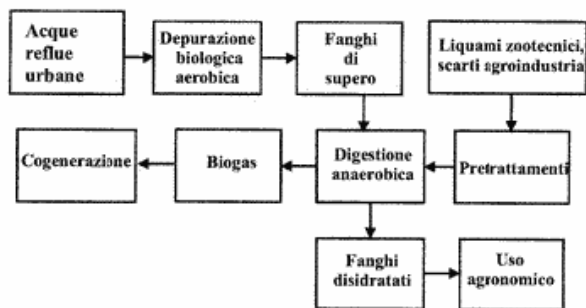 Acque
reflue
urbane
Depurazione
biologica
aerobica
Fanghi
di
supero
Liquami zootecnici,
scarti agroindustria
Cogenerazione
Biogas
Digestione
anaerobica
Pretrattamenti
Fanghi
disidratati
Uso
agronomico